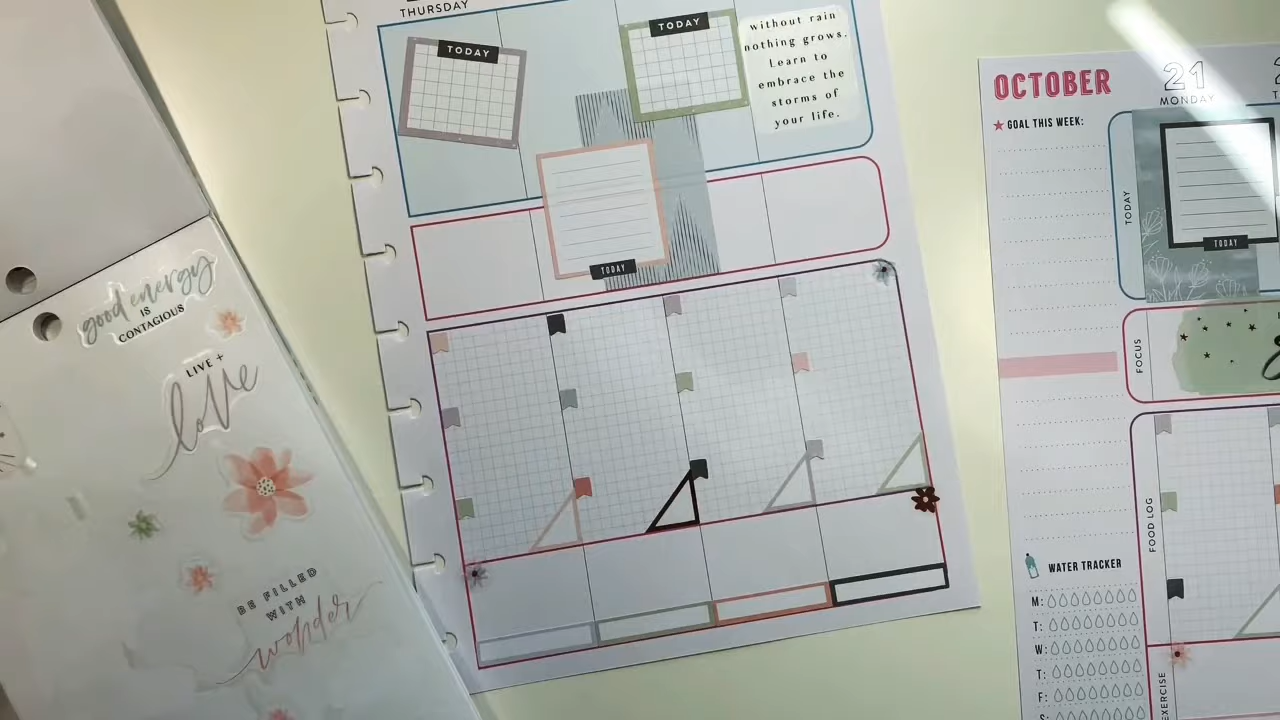 good energy
IS
CONTAGIOUS
LIVE +
love
BE FILLED
WITH
wonder
THURSDAY
TODAY
TODAY
without rain
nothing grows.
Learn to
embrace the
storms of
your life.
TODAY
OCTOBER
21
MONDAY
GOAL THIS WEEK:
TODAY
TODAY
FOCUS
FOOD LOG
WATER TRACKER
M:
T:
W:
T:
F:
S:
EXERCISE